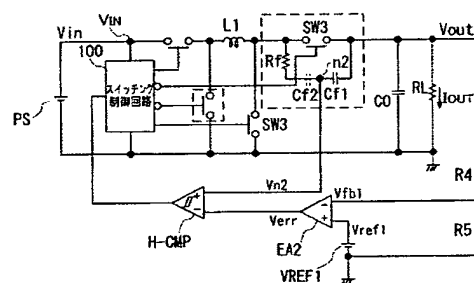 Vin
VIN
100
L1
SW3
Rf
n2
Cf2
Cf1
Vout
スイッチング
制御回路
PS
SW3
C0
RL
IOUT
Vn2
Vfb1
R4
Verr
H-CMP
EA2
Vref1
R5
VREF1